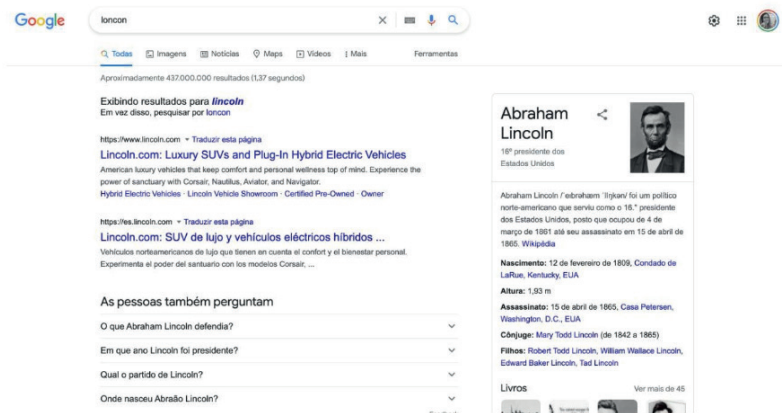 Google
loncon
Todas
Imagens
Notícias
Maps
Vídeos
Mais
Ferramentas
Aproximadamente 437.000.000 resultados (1,37 segundos)
Exibindo resultados para lincoln
Em vez disso, pesquisar por loncon
https://www.lincoln.com Traduzir esta página
Lincoln.com: Luxury SUVs and Plug-In Hybrid Electric Vehicles
American luxury vehicles that keep comfort and personal wellness top of mind. Experience the
power of sanctuary with Corsair, Nautilus, Aviator, and Navigator.
Hybrid Electric Vehicles · Lincoln Vehicle Showroom · Certified Pre-Owned · Owner
https://es.lincoln.com Traduzir esta página
Lincoln.com: SUV de lujo y vehículos eléctricos híbridos ...
Vehículos norteamericanos de lujo que tienen en cuenta el confort y el bienestar personal.
Experimenta el poder del santuario con los modelos Corsair, ...
As pessoas também perguntam
O que Abraham Lincoln defendia?
Em que ano Lincoln foi presidente?
Qual o partido de Lincoln?
Onde nasceu Abraão Lincoln?
Abraham
Lincoln
16º presidente dos
Estados Unidos
Abraham Lincoln /ˈeɪbrəhæm ˈlɪŋkən/ foi um político
norte-americano que serviu como o 16.° presidente
dos Estados Unidos, posto que ocupou de 4 de
março de 1861 até seu assassinato em 15 de abril de
1865. Wikipédia
Nascimento: 12 de fevereiro de 1809, Condado de
LaRue, Kentucky, EUA
Altura: 1,93 m
Assassinato: 15 de abril de 1865, Casa Petersen,
Washington, D.C., EUA
Cônjuge: Mary Todd Lincoln (de 1842 a 1865)
Filhos: Robert Todd Lincoln, William Wallace Lincoln,
Edward Baker Lincoln, Tad Lincoln
Livros
Ver mais de 45